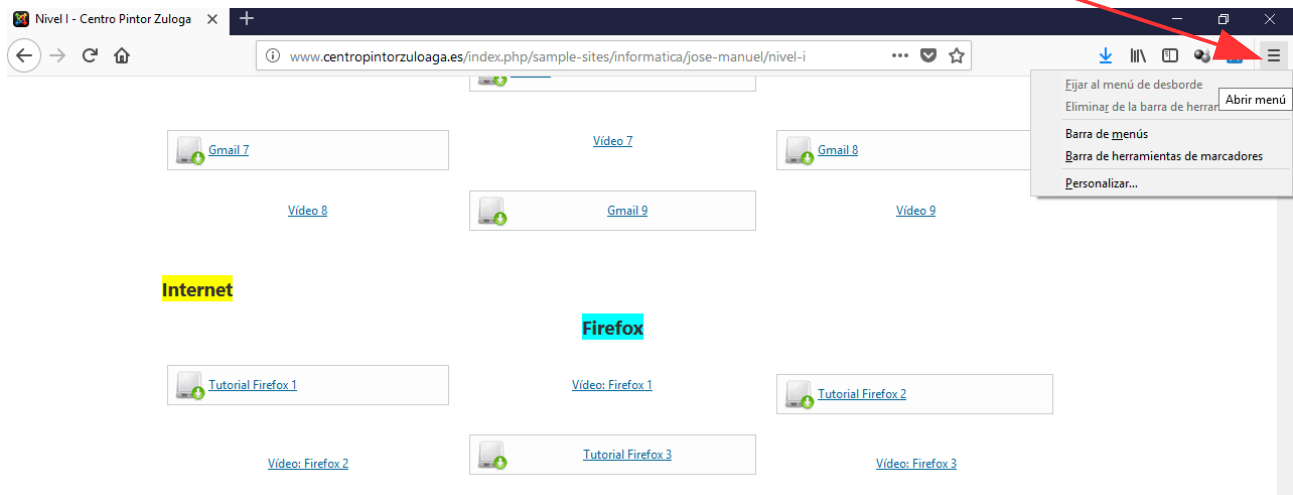 Nivel I - Centro Pintor Zuloga
www.centropintorzuloaga.es/index.php/sample-sites/informatica/jose-manuel/nivel-i
Fijar al menú de desborde
Eliminar de la barra de herrar
Abrir menú
Barra de menús
Barra de herramientas de marcadores
Personalizar...
Gmail 7
Vídeo 7
Gmail 8
Vídeo 8
Gmail 9
Vídeo 9
Internet
Firefox
Tutorial Firefox 1
Vídeo: Firefox 1
Tutorial Firefox 2
Vídeo: Firefox 2
Tutorial Firefox 3
Vídeo: Firefox 3